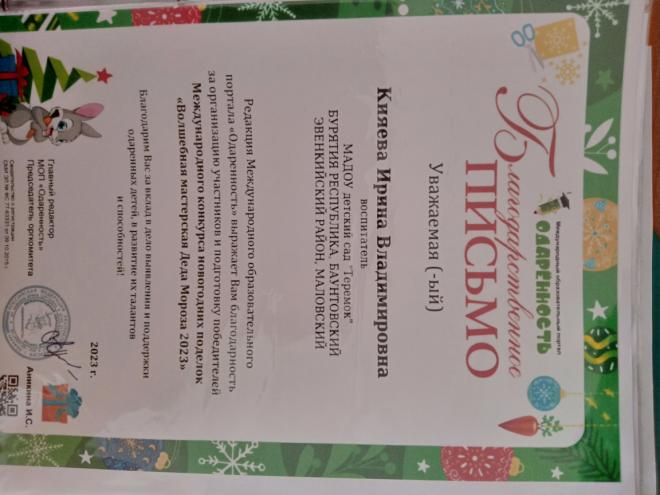 Международный образовательный портал
ОДАРЁННОСТЬ
Благодарственное
ПИСЬМО
Уважаемая (-ый)
Кияева Ирина Владимировна
воспитатель
МАДОУ детский сад "Теремок"
БУРЯТИЯ РЕСПУБЛИКА, БАУНТОВСКИЙ
ЭВЕНКИЙСКИЙ РАЙОН, МАЛОВСКИЙ
Редакция Международного образовательного
портала «Одаренность» выражает Вам благодарность
за организацию участников и подготовку победителей
Международного конкурса новогодних поделок
«Волшебная мастерская Деда Мороза 2023»
Благодарим Вас за вклад в дело выявления и поддержки
одаренных детей, в развитие их талантов
и способностей!
2023 г.
Главный редактор
МОП «Одаренность»
Председатель оргкомитета
Аникина И.С.
Свидетельство о регистрации